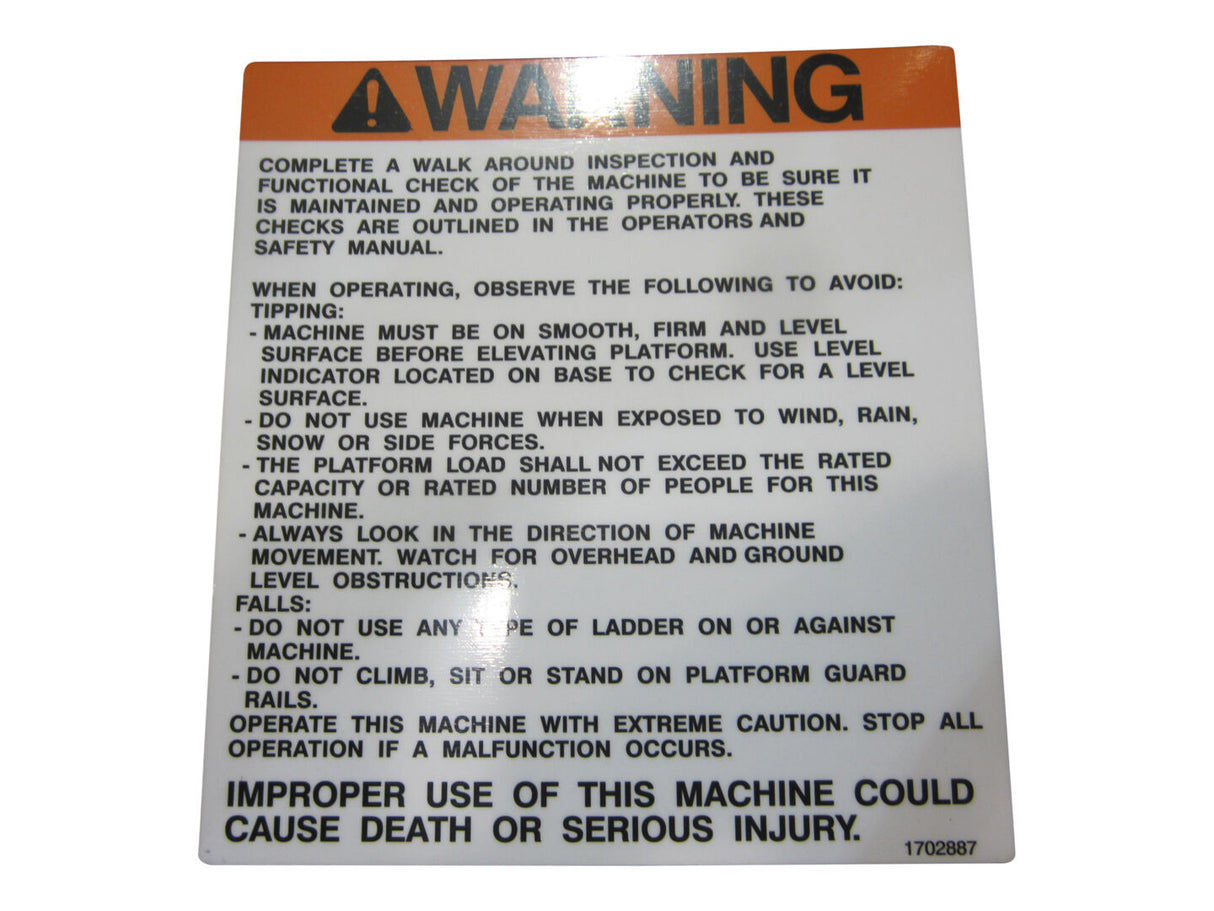 WARNING
COMPLETE A WALK AROUND INSPECTION AND
FUNCTIONAL CHECK OF THE MACHINE TO BE SURE IT
IS MAINTAINED AND OPERATING PROPERLY. THESE
CHECKS ARE OUTLINED IN THE OPERATORS AND
SAFETY MANUAL.
WHEN OPERATING, OBSERVE THE FOLLOWING TO AVOID:
TIPPING:
- MACHINE MUST BE ON SMOOTH, FIRM AND LEVEL
SURFACE BEFORE ELEVATING PLATFORM. USE LEVEL
INDICATOR LOCATED ON BASE TO CHECK FOR A LEVEL
SURFACE.
- DO NOT USE MACHINE WHEN EXPOSED TO WIND, RAIN,
SNOW OR SIDE FORCES.
- THE PLATFORM LOAD SHALL NOT EXCEED THE RATED
CAPACITY OR RATED NUMBER OF PEOPLE FOR THIS
MACHINE.
- ALWAYS LOOK IN THE DIRECTION OF MACHINE
MOVEMENT. WATCH FOR OVERHEAD AND GROUND
LEVEL OBSTRUCTIONS.
FALLS:
- DO NOT USE ANY TYPE OF LADDER ON OR AGAINST
MACHINE.
- DO NOT CLIMB, SIT OR STAND ON PLATFORM GUARD
RAILS.
OPERATE THIS MACHINE WITH EXTREME CAUTION. STOP ALL
OPERATION IF A MALFUNCTION OCCURS.
IMPROPER USE OF THIS MACHINE COULD
CAUSE DEATH OR SERIOUS INJURY.
1702887